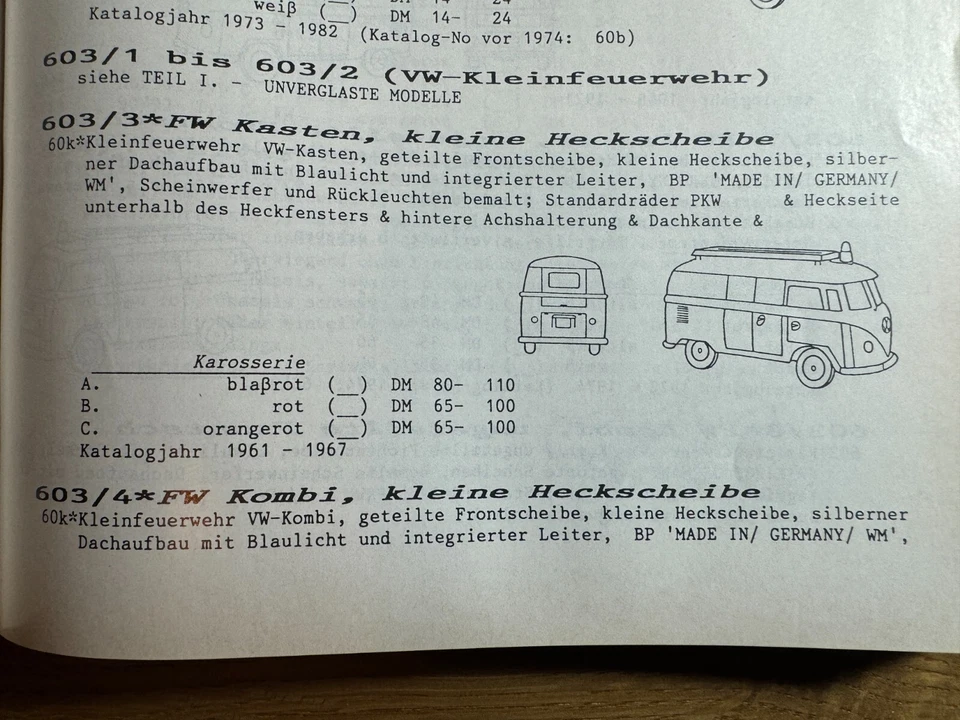 weiß (__) DM 14- 24
Katalogjahr 1973 - 1982 (Katalog-No vor 1974: 60b)
603/1 bis 603/2 (VW-Kleinfeuerwehr)
siehe TEIL I. - UNVERGLASTE MODELLE
603/3*FW Kasten, kleine Heckscheibe
60k*Kleinfeuerwehr VW-Kasten, geteilte Frontscheibe, kleine Heckscheibe, silber-
ner Dachaufbau mit Blaulicht und integrierter Leiter, BP 'MADE IN/ GERMANY/
WM', Scheinwerfer und Rückleuchten bemalt; Standardräder PKW & Heckseite
unterhalb des Heckfensters & hintere Achshalterung & Dachkante &
Karosserie
A. blaβrot (__) DM 80- 110
B. rot (__) DM 65- 100
C. orangerot (__) DM 65- 100
Katalogjahr 1961 - 1967
603/4*FW Kombi, kleine Heckscheibe
60k*Kleinfeuerwehr VW-Kombi, geteilte Frontscheibe, kleine Heckscheibe, silberner
Dachaufbau mit Blaulicht und integrierter Leiter, BP 'MADE IN/ GERMANY/ WM',